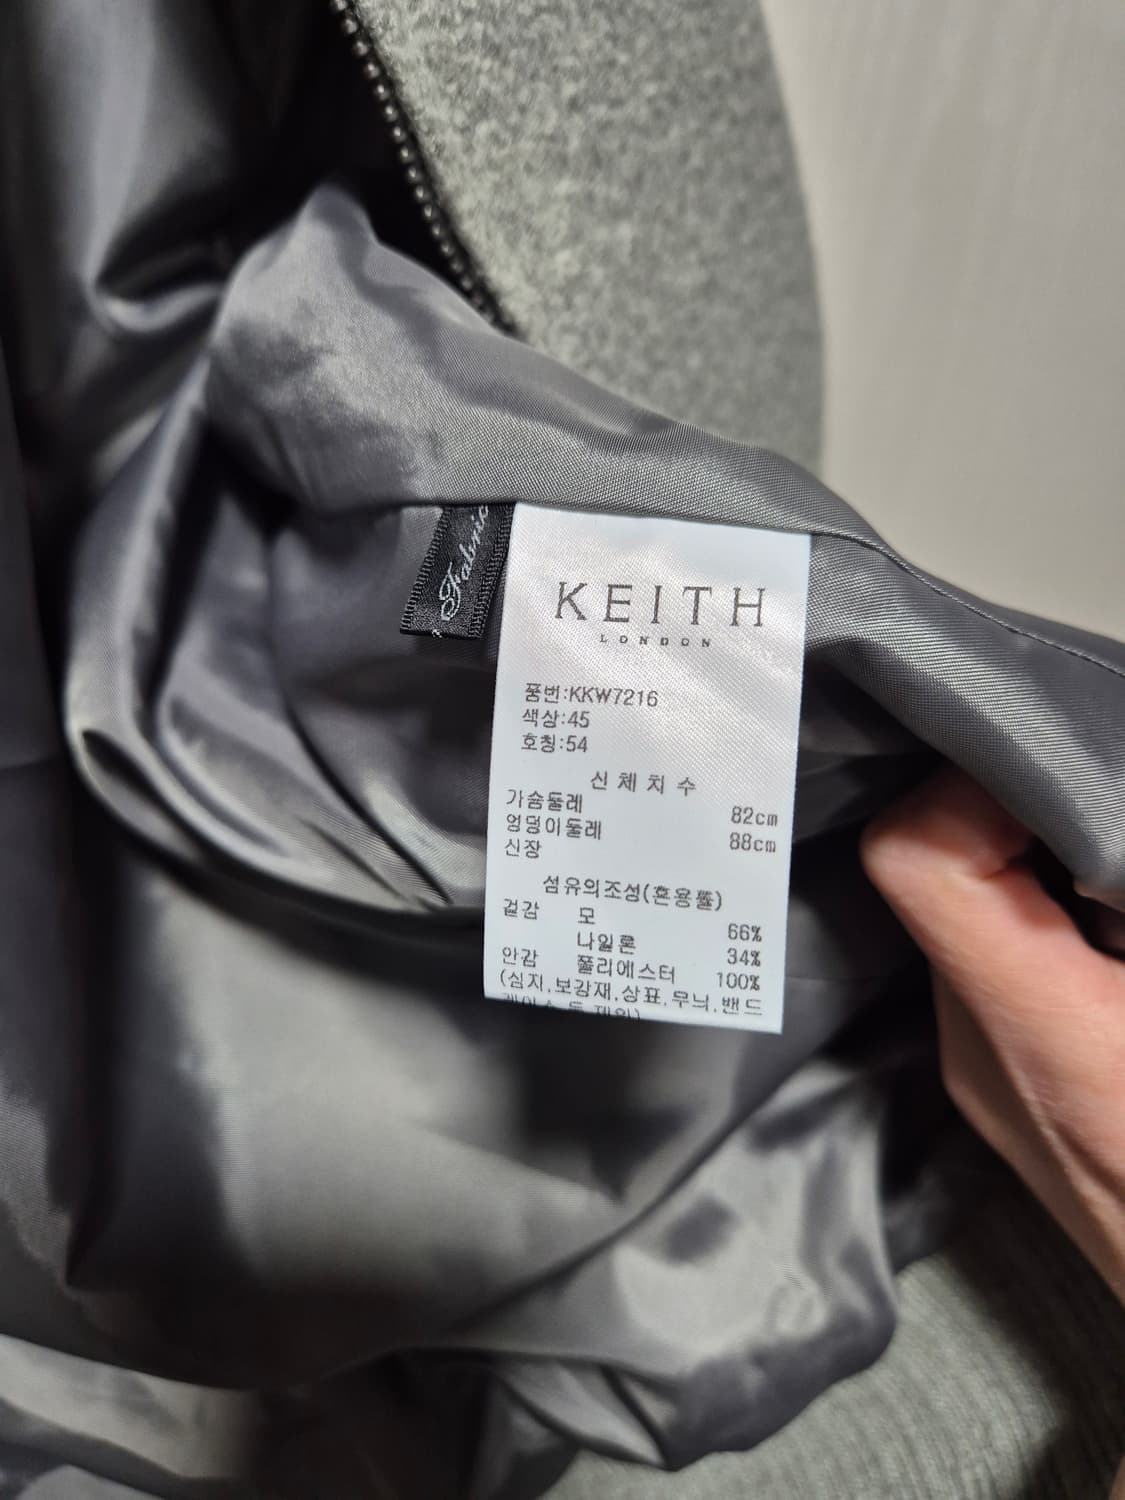 Fabric
KEITH
LONDON
품번:KKW7216
색상:45
호칭:54
신체치수
가슴둘레 82cm
엉덩이둘레 88cm
신장
섬유의조성(혼용률)
겉감 모 66%
나일론 34%
안감 폴리에스터 100%
(심지,보강재,상표,무늬,밴드